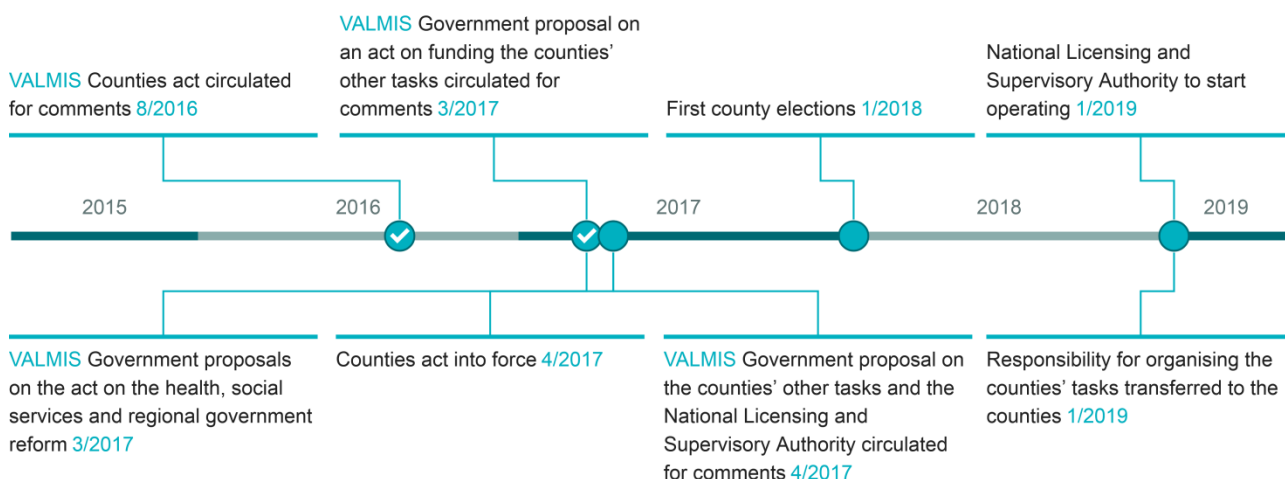 VALMIS Counties act circulated
for comments 8/2016
VALMIS Government proposal on
an act on funding the counties’
other tasks circulated for
comments 3/2017
First county elections 1/2018
National Licensing and
Supervisory Authority to start
operating 1/2019
2015
2016
2017
2018
2019
VALMIS Government proposals
on the act on the health, social
services and regional government
reform 3/2017
Counties act into force 4/2017
VALMIS Government proposal on
the counties’ other tasks and the
National Licensing and
Supervisory Authority circulated
for comments 4/2017
Responsibility for organising the
counties’ tasks transferred to the
counties 1/2019